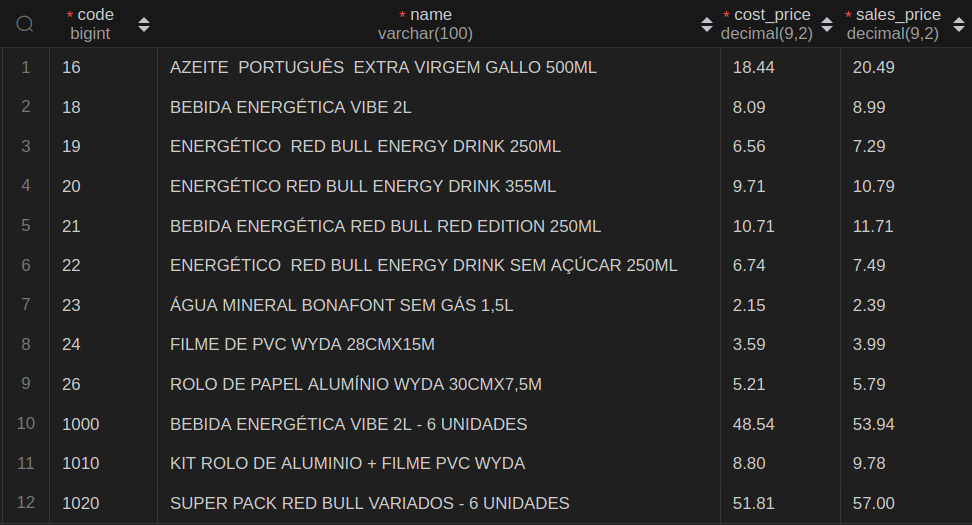 * code * name * cost_price * sales_price
bigint varchar(100) decimal(9,2) decimal(9,2)
1 16 AZEITE  PORTUGUÊS  EXTRA VIRGEM GALLO 500ML 18.44 20.49
2 18 BEBIDA ENERGÉTICA VIBE 2L 8.09 8.99
3 19 ENERGÉTICO  RED BULL ENERGY DRINK 250ML 6.56 7.29
4 20 ENERGÉTICO RED BULL ENERGY DRINK 355ML 9.71 10.79
5 21 BEBIDA ENERGÉTICA RED BULL RED EDITION 250ML 10.71 11.71
6 22 ENERGÉTICO  RED BULL ENERGY DRINK SEM AÇÚCAR 250ML 6.74 7.49
7 23 ÁGUA MINERAL BONAFONT SEM GÁS 1,5L 2.15 2.39
8 24 FILME DE PVC WYDA 28CMX15M 3.59 3.99
9 26 ROLO DE PAPEL ALUMÍNIO WYDA 30CMX7,5M 5.21 5.79
10 1000 BEBIDA ENERGÉTICA VIBE 2L - 6 UNIDADES 48.54 53.94
11 1010 KIT ROLO DE ALUMINIO + FILME PVC WYDA 8.80 9.78
12 1020 SUPER PACK RED BULL VARIADOS - 6 UNIDADES 51.81 57.00